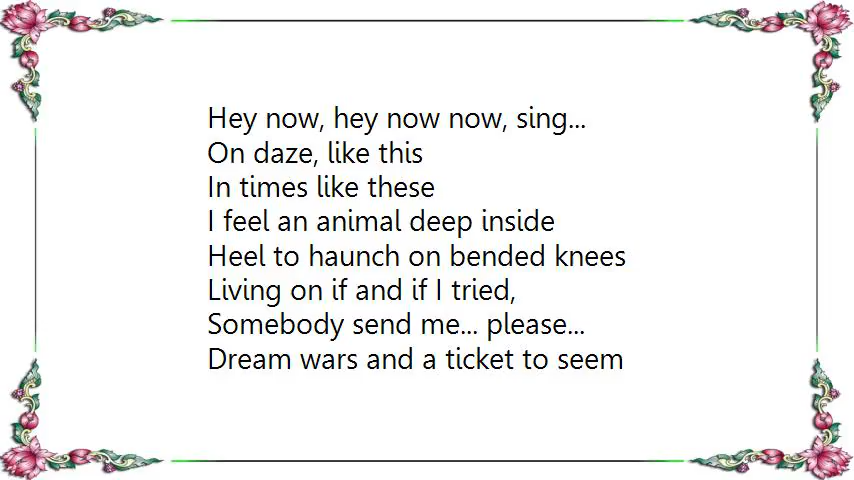 Hey now, hey now now, sing...
On daze, like this
In times like these
I feel an animal deep inside
Heel to haunch on bended knees
Living on if and if I tried,
Somebody send me... please...
Dream wars and a ticket to seem